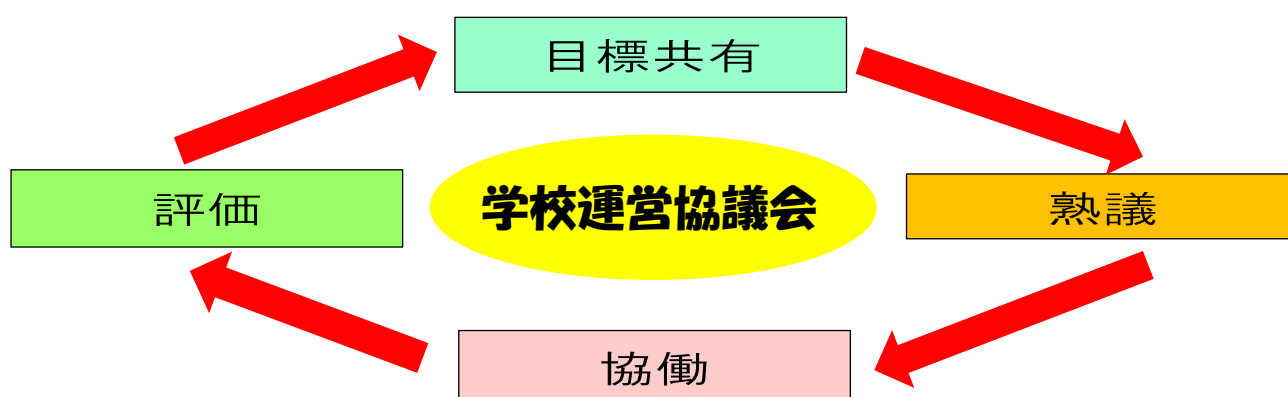 目標共有
評価
学校運営協議会
熟議
協働